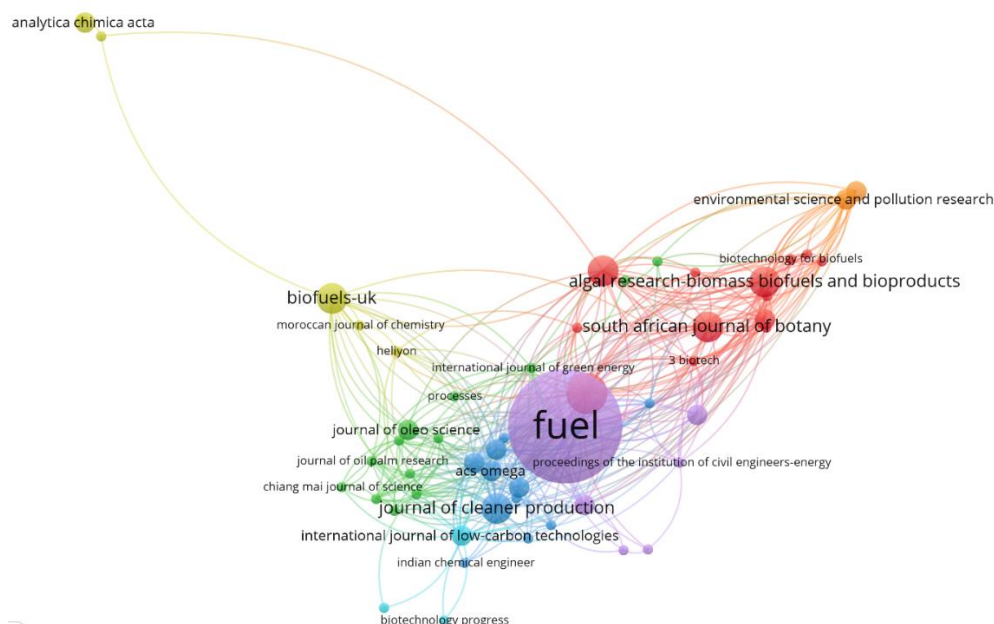 analytica chimica acta
environmental science and pollution research
biotechnology for biofuels
algal research-biomass biofuels and bioproducts
biofuels-uk
moroccan journal of chemistry
south african journal of botany
heliyon
3 biotech
international journal of green energy
processes
fuel
journal of oleo science
journal of oil palm research
proceedings of the institution of civil engineers-energy
acs omega
chiang mai journal of science
journal of cleaner production
international journal of low-carbon technologies
indian chemical engineer
biotechnology progress